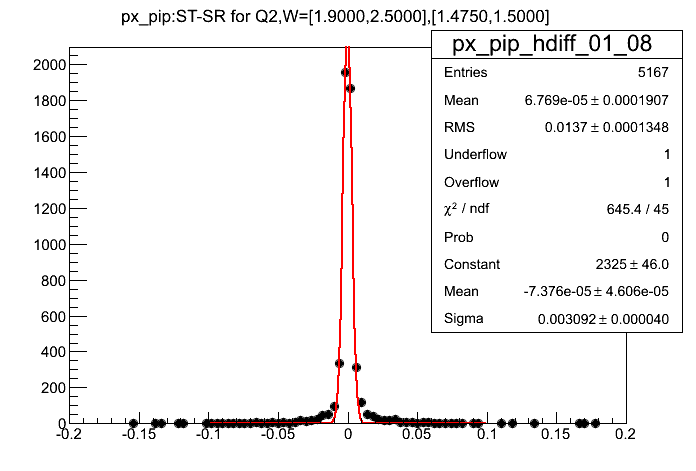 px_pip:ST-SR for Q2,W=[1.9000,2.5000],[1.4750,1.5000]
px_pip_hdiff_01_08
Entries 5167
Mean 6.769e-05 ± 0.0001907
RMS 0.0137 ± 0.0001348
Underflow 1
Overflow 1
χ² / ndf 645.4 / 45
Prob 0
Constant 2325 ± 46.0
Mean -7.376e-05 ± 4.606e-05
Sigma 0.003092 ± 0.000040
2000
1800
1600
1400
1200
1000
800
600
400
200
0
-0.2 -0.15 -0.1 -0.05 0 0.05 0.1 0.15 0.2